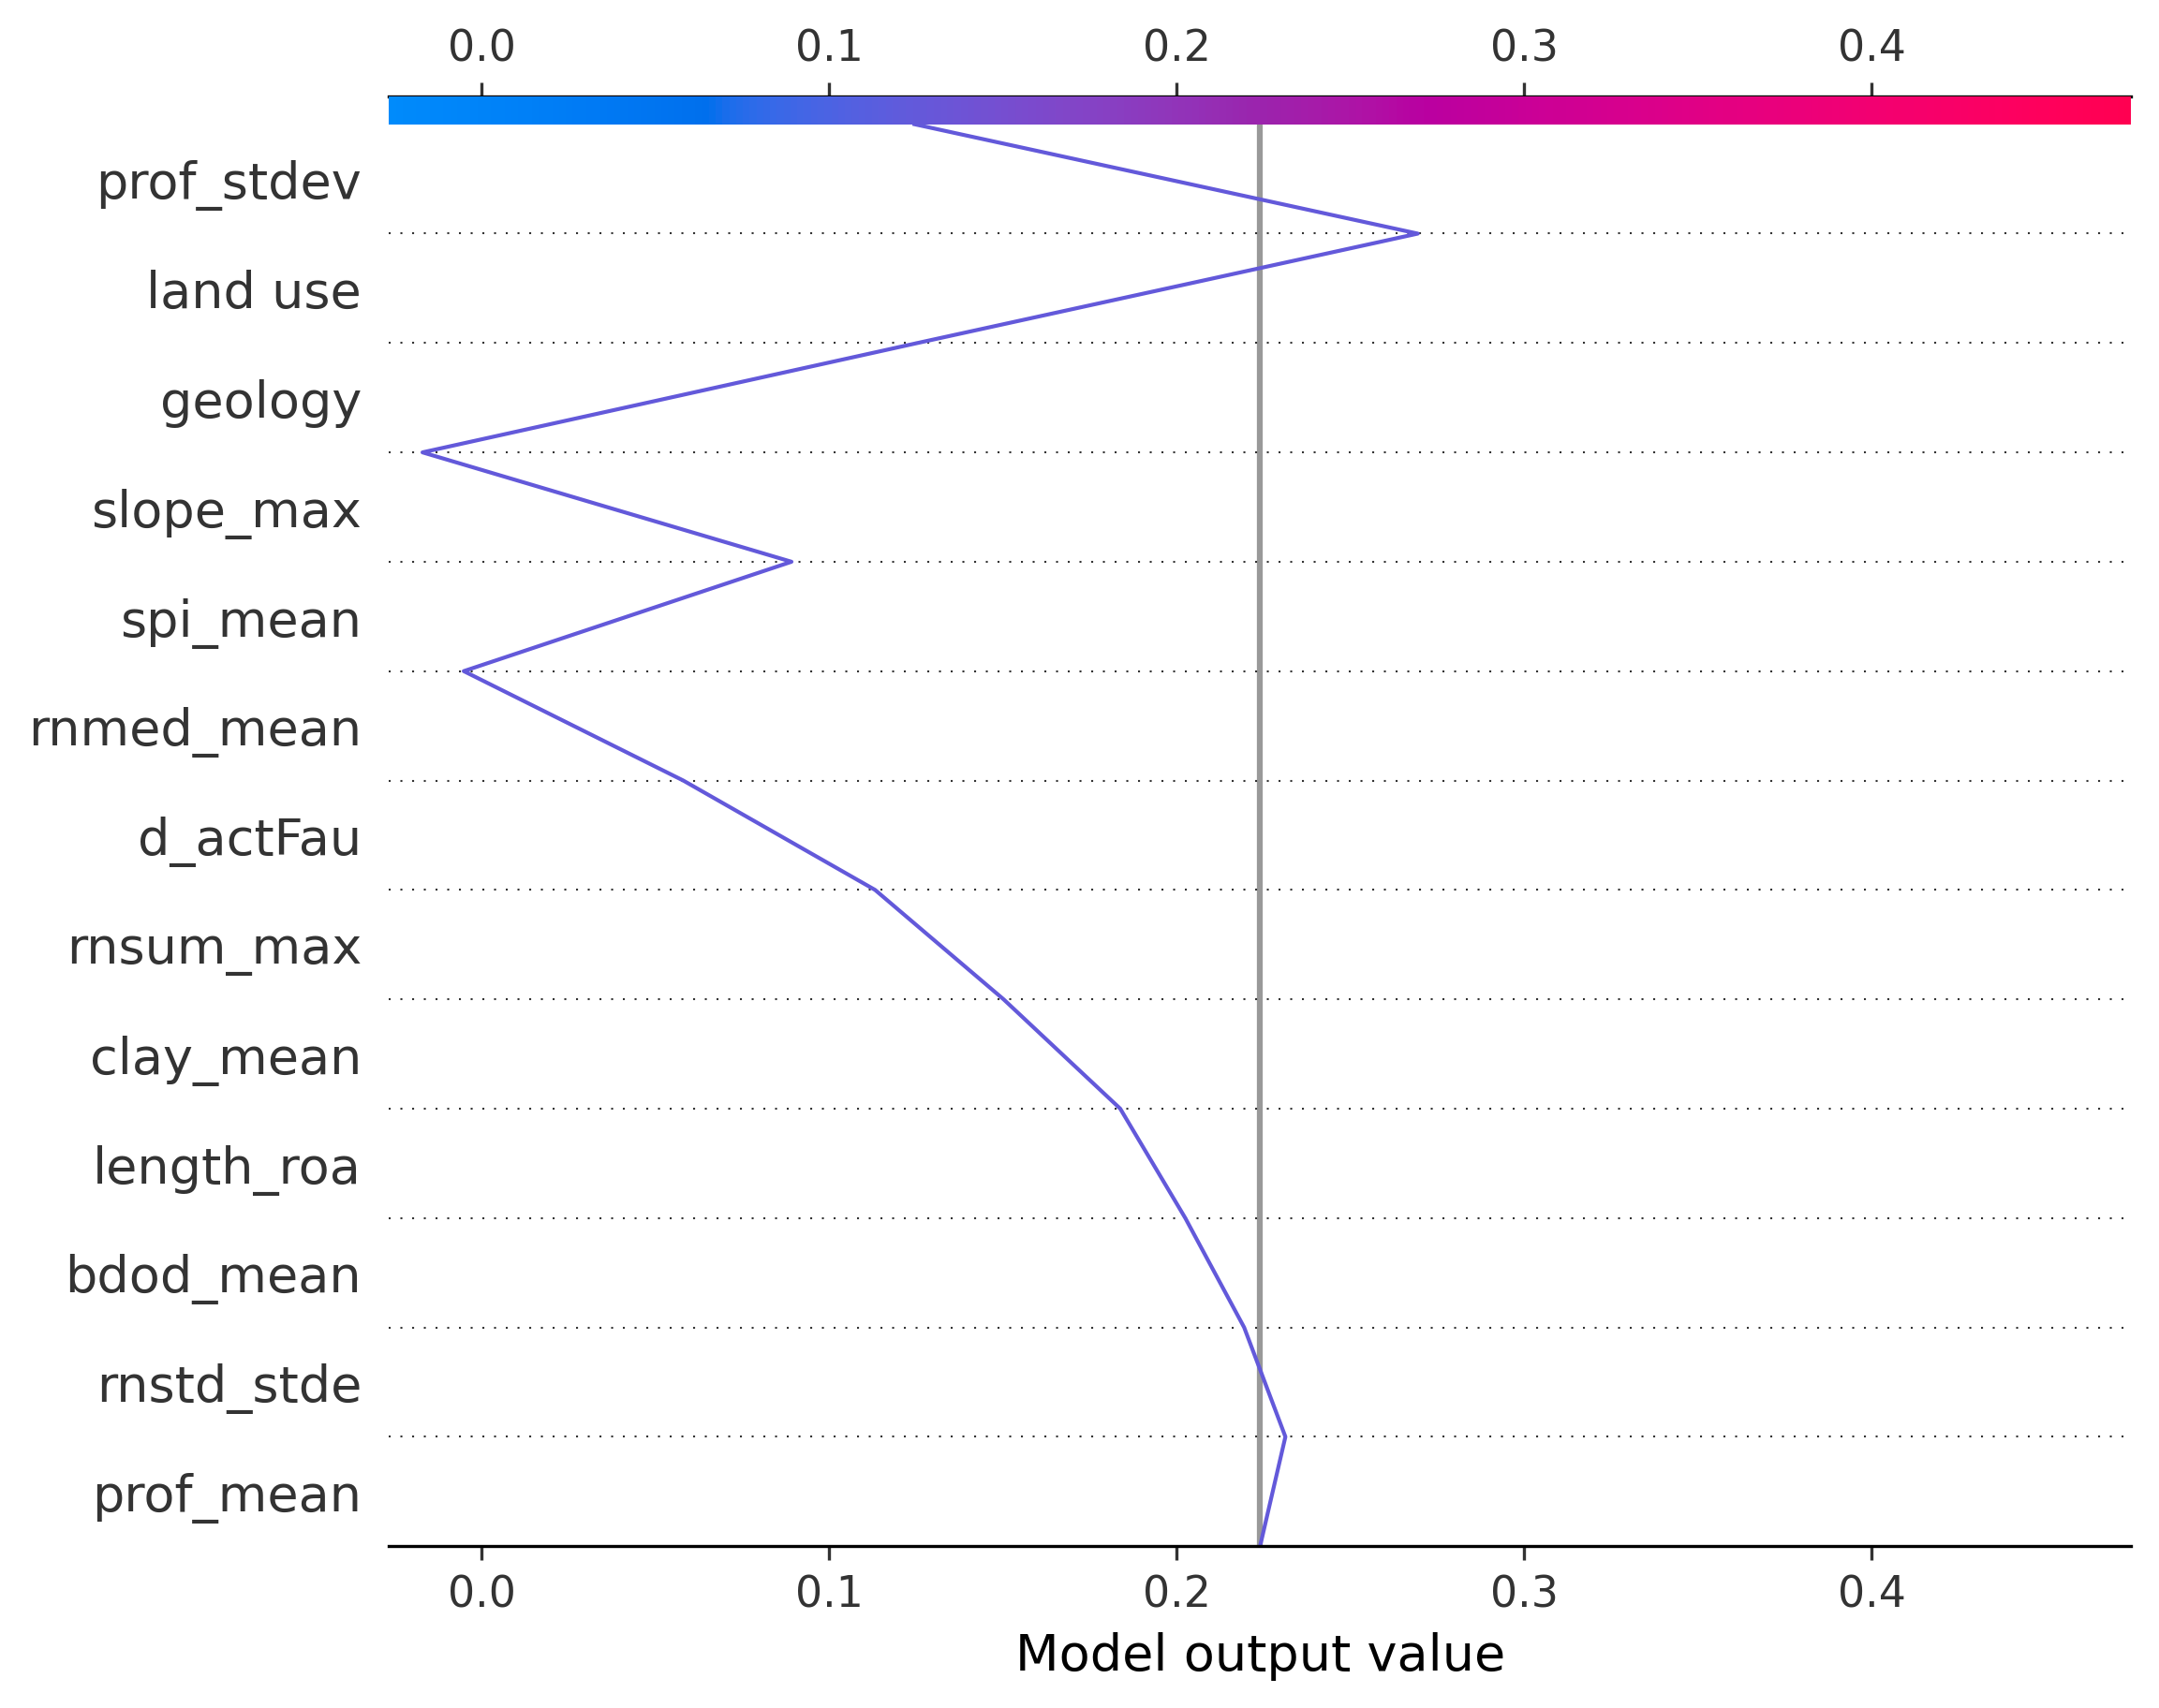 0.0 0.1 0.2 0.3 0.4
prof_stdev
land use
geology
slope_max
spi_mean
rnmed_mean
d_actFau
rnsum_max
clay_mean
length_roa
bdod_mean
rnstd_stde
prof_mean
0.0 0.1 0.2 0.3 0.4
Model output value